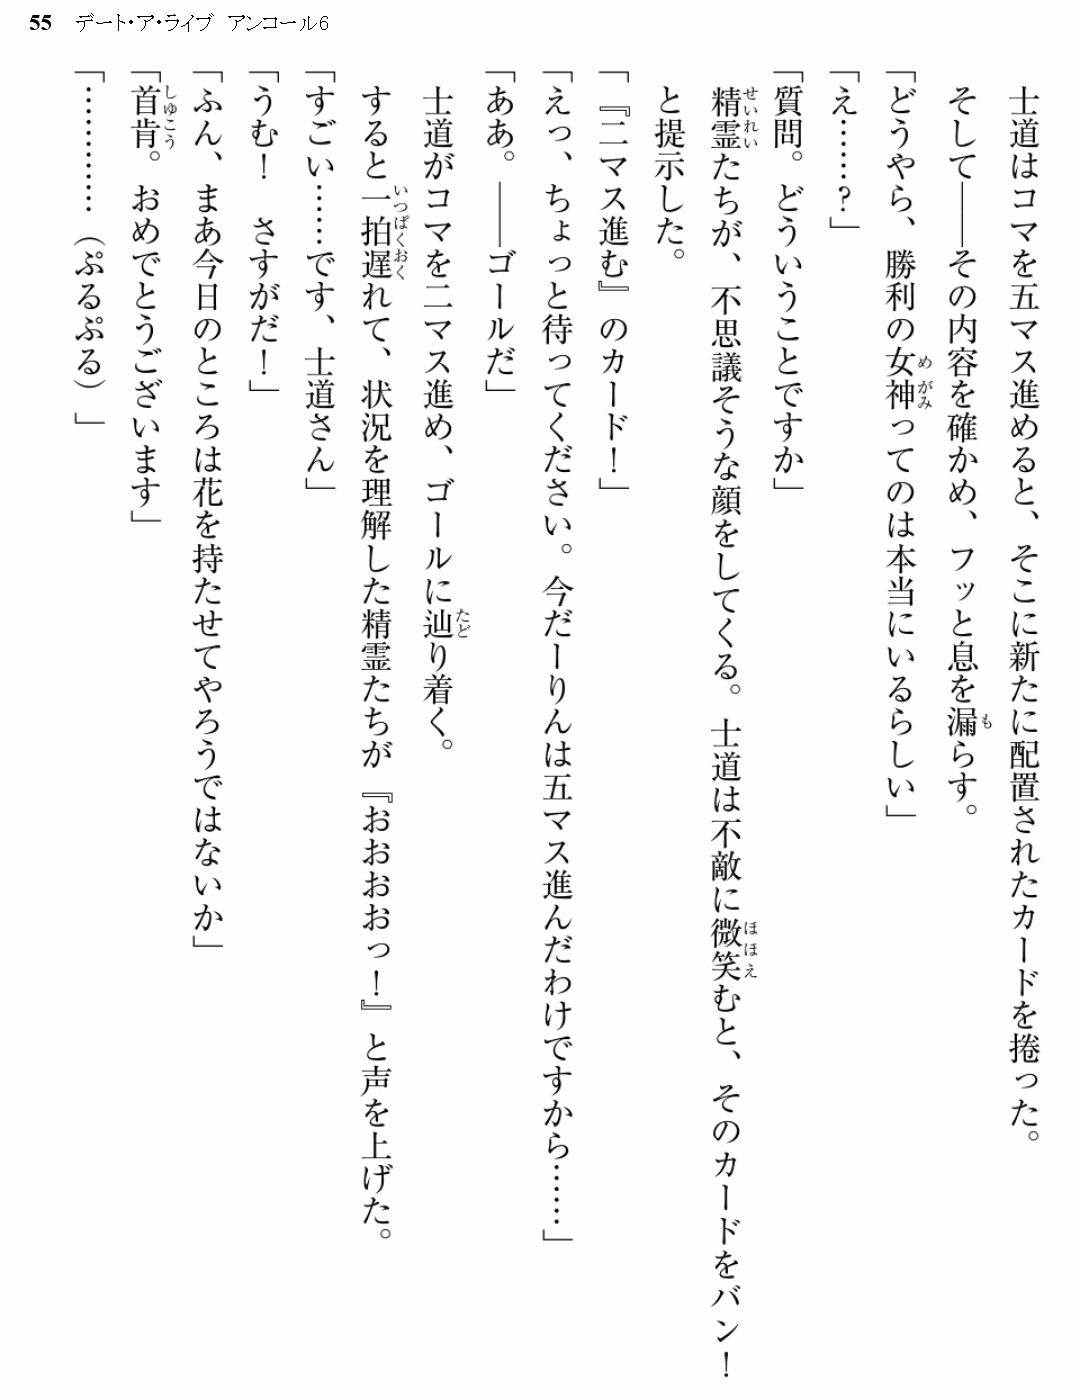 55 デート・ア・ライブ アンコール6
　士道はコマを五マス進めると、そこに新たに配置されたカードを捲った。
　そして――その内容を確かめ、フッと息を漏らす。
「どうやら、勝利の女神ってのは本当にいるらしい」
「え……?」
「質問。どういうことですか」
　精霊たちが、不思議そうな顔をしてくる。士道は不敵に微笑むと、そのカードをバン！
と提示した。
「『二マス進む』のカード！」
「えっ、ちょっと待ってください。今だーりんは五マス進んだわけですから……」
「ああ。――ゴールだ」
　士道がコマを二マス進め、ゴールに辿り着く。
　すると一拍遅れて、状況を理解した精霊たちが『おおおおっ！』と声を上げた。
「すごい……です、士道さん」
「うむ！　さすがだ！」
「ふん、まあ今日のところは花を持たせてやろうではないか」
「首肯。おめでとうございます」
「…………（ぷるぷる）」